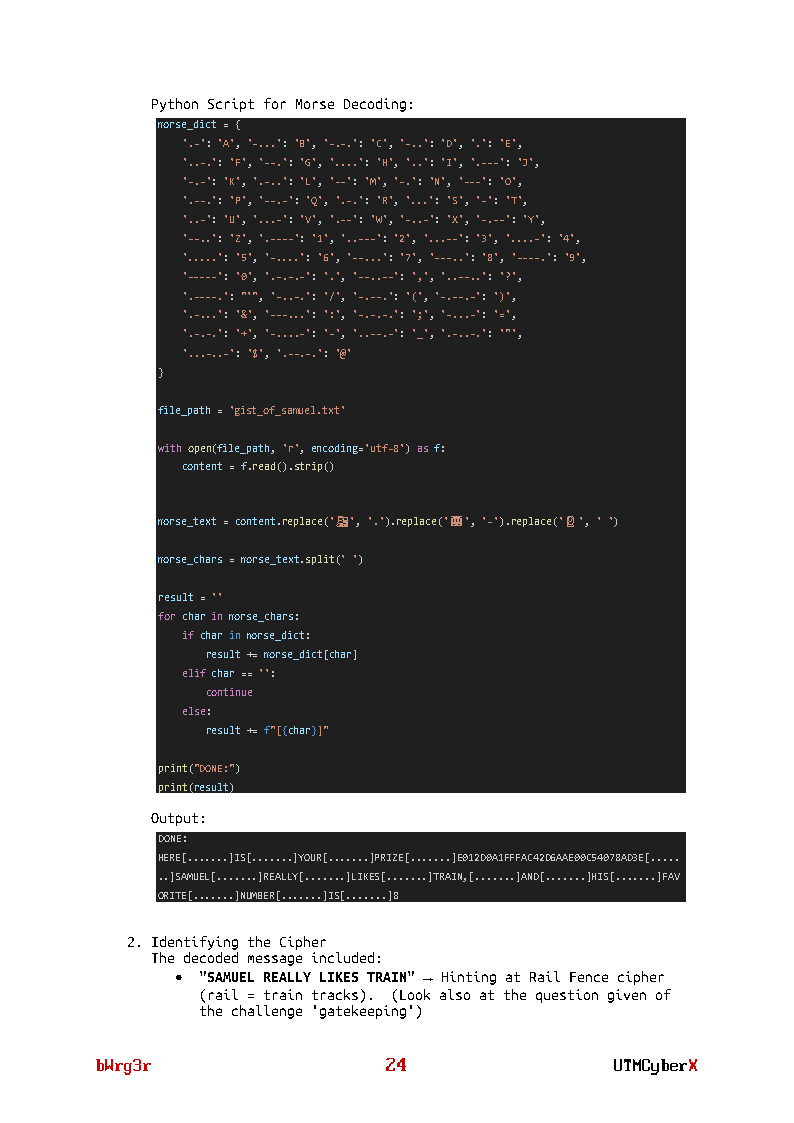 Python Script for Morse Decoding:
morse_dict = {
'.-': 'A', '-...': 'B', '-.-.': 'C', '-..': 'D', '.': 'E',
'..-.': 'F', '--.': 'G', '....': 'H', '..': 'I', '.---': 'J',
'-.-': 'K', '.-..': 'L', '--': 'M', '-.': 'N', '---': 'O',
'.--.': 'P', '--.-': 'Q', '.-.': 'R', '...': 'S', '-': 'T',
'..-': 'U', '...-': 'V', '.--': 'W', '-..-': 'X', '-.--': 'Y',
'--..': 'Z', '.----': '1', '..---': '2', '...--': '3', '....-': '4',
'.....': '5', '-....': '6', '--...': '7', '---..': '8', '----.': '9',
'-----': '0', '.-.-.-': '.', '--..--': ',', '..--..': '?',
'.----.': "'", '-..-.': '/', '-.--.': '(', '-.--.-': ')',
'.-...': '&', '---...': ':', '-.-.-.': ';', '-...-': '=',
'.-.-.': '+', '-....-': '-', '..--.-': '_', '.-..-.': '"',
'...-..-': '$', '.--.-.': '@'
}
file_path = 'gist_of_samuel.txt'
with open(file_path, 'r', encoding='utf-8') as f:
content = f.read().strip()
morse_text = content.replace('🚂', '.').replace('🚋', '-').replace('🚆', ' ')
morse_chars = morse_text.split(' ')
result = ''
for char in morse_chars:
if char in morse_dict:
result += morse_dict[char]
elif char == '':
continue
else:
result += f"[{char}]"
print("DONE:")
print(result)
Output:
DONE:
HERE[.......]IS[.......]YOUR[.......]PRIZE[.......]E012D0A1FFFAC42D6AAE00C54078AD3E[.....
..]SAMUEL[.......]REALLY[.......]LIKES[.......]TRAIN,[.......]AND[.......]HIS[.......]FAV
ORITE[.......]NUMBER[.......]IS[.......]8
2. Identifying the Cipher
The decoded message included:
• "SAMUEL REALLY LIKES TRAIN" → Hinting at Rail Fence cipher
(rail = train tracks). (Look also at the question given of
the challenge 'gatekeeping')
bWrg3r 24 UTMCyberX